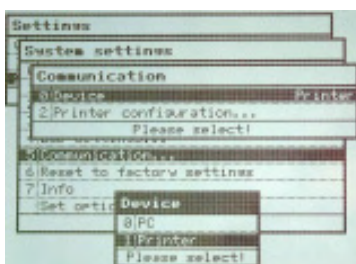 Settings
System settings
Communication
0 Device Printer
2 Printer configuration...
Please select!
5 Communication...
6 Reset to factory settings
7 Info
Set optic
Device
0 PC
1 Printer
Please select!